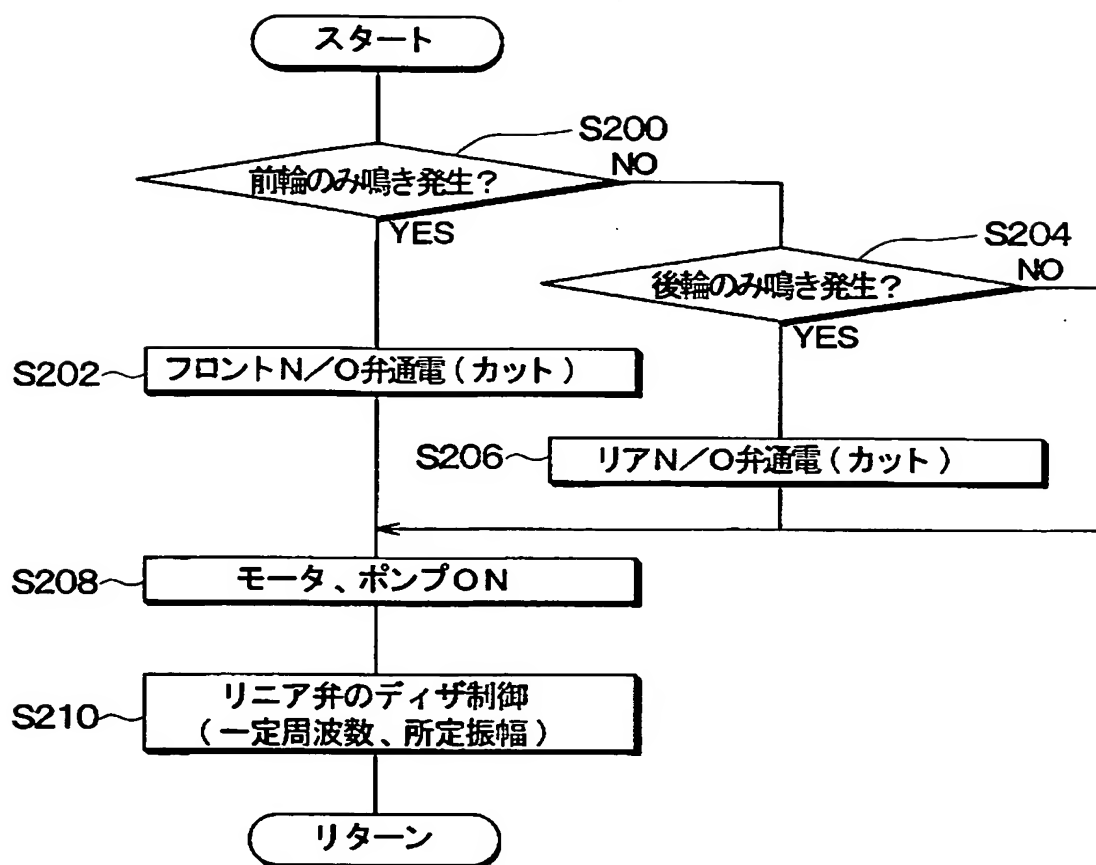 スタート
S200
前輪のみ鳴き発生?
NO
YES
S204
後輪のみ鳴き発生?
NO
YES
S202
フロントN/O弁通電(カット)
S206
リアN/O弁通電(カット)
S208
モータ、ポンプON
S210
リニア弁のディザ制御
(一定周波数、所定振幅)
リターン